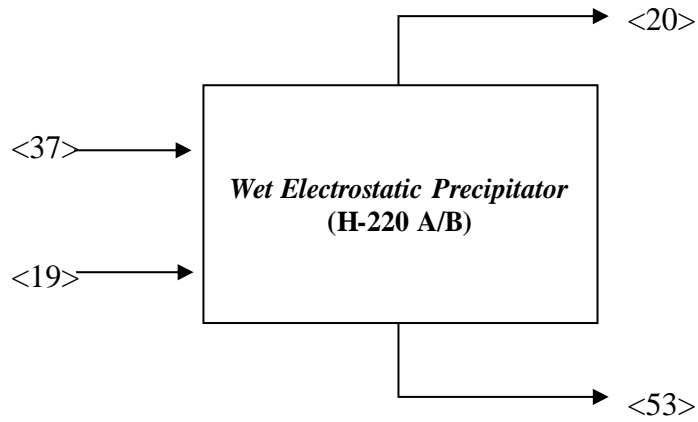 <20>
<37>
Wet Electrostatic Precipitator
(H-220 A/B)
<19>
<53>